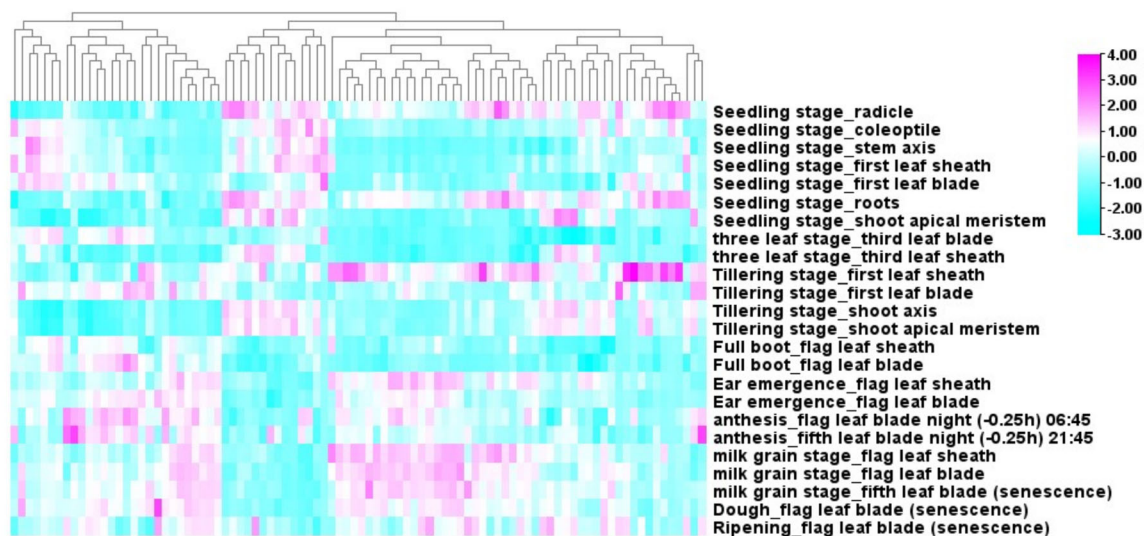 4.00
Seedling stage_radicle
3.00
Seedling stage_coleoptile
2.00
Seedling stage_stem axis
1.00
Seedling stage_first leaf sheath
0.00
Seedling stage_first leaf blade
-1.00
Seedling stage_roots
-2.00
Seedling stage_shoot apical meristem
-3.00
three leaf stage_third leaf blade
three leaf stage_third leaf sheath
Tillering stage_first leaf sheath
Tillering stage_first leaf blade
Tillering stage_shoot axis
Tillering stage_shoot apical meristem
Full boot_flag leaf sheath
Full boot_flag leaf blade
Ear emergence_flag leaf sheath
Ear emergence_flag leaf blade
anthesis_flag leaf blade night (-0.25h) 06:45
anthesis_fifth leaf blade night (-0.25h) 21:45
milk grain stage_flag leaf sheath
milk grain stage_flag leaf blade
milk grain stage_fifth leaf blade (senescence)
Dough_flag leaf blade (senescence)
Ripening_flag leaf blade (senescence)